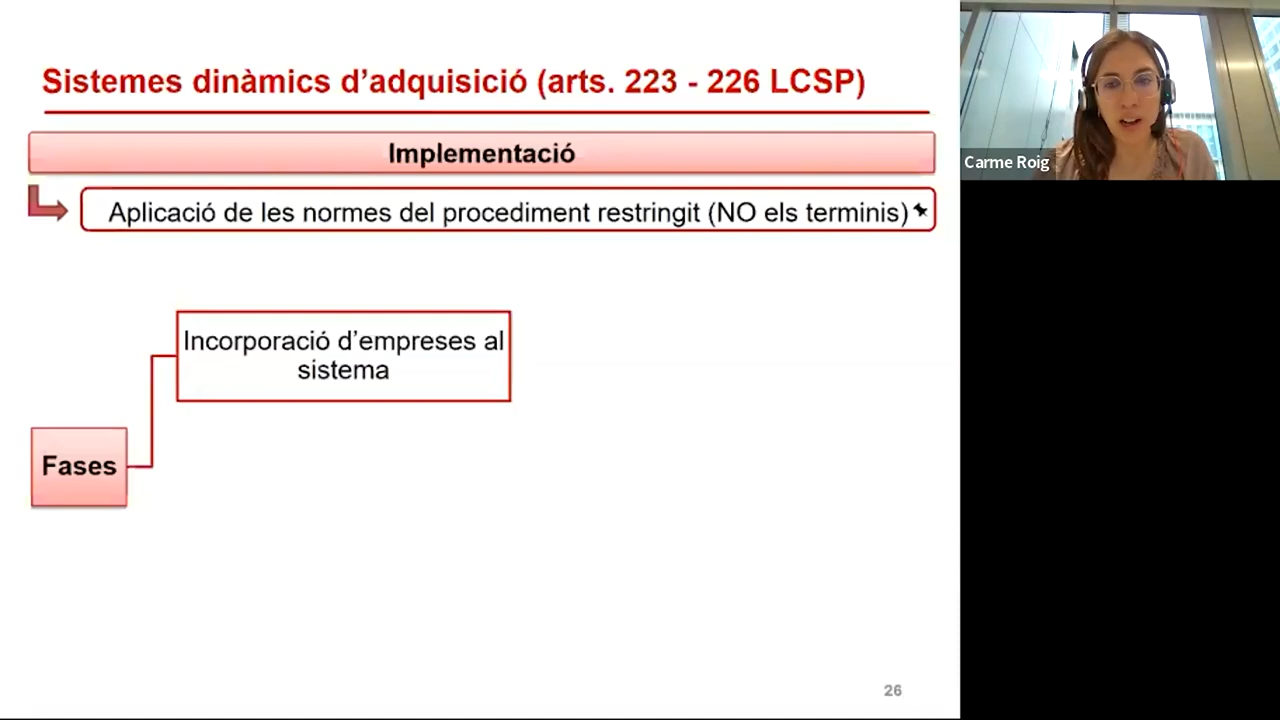 Sistemes dinàmics d’adquisició (arts. 223 - 226 LCSP)
Implementació
Aplicació de les normes del procediment restringit (NO els terminis)
Incorporació d’empreses al
sistema
Fases
26
Carme Roig